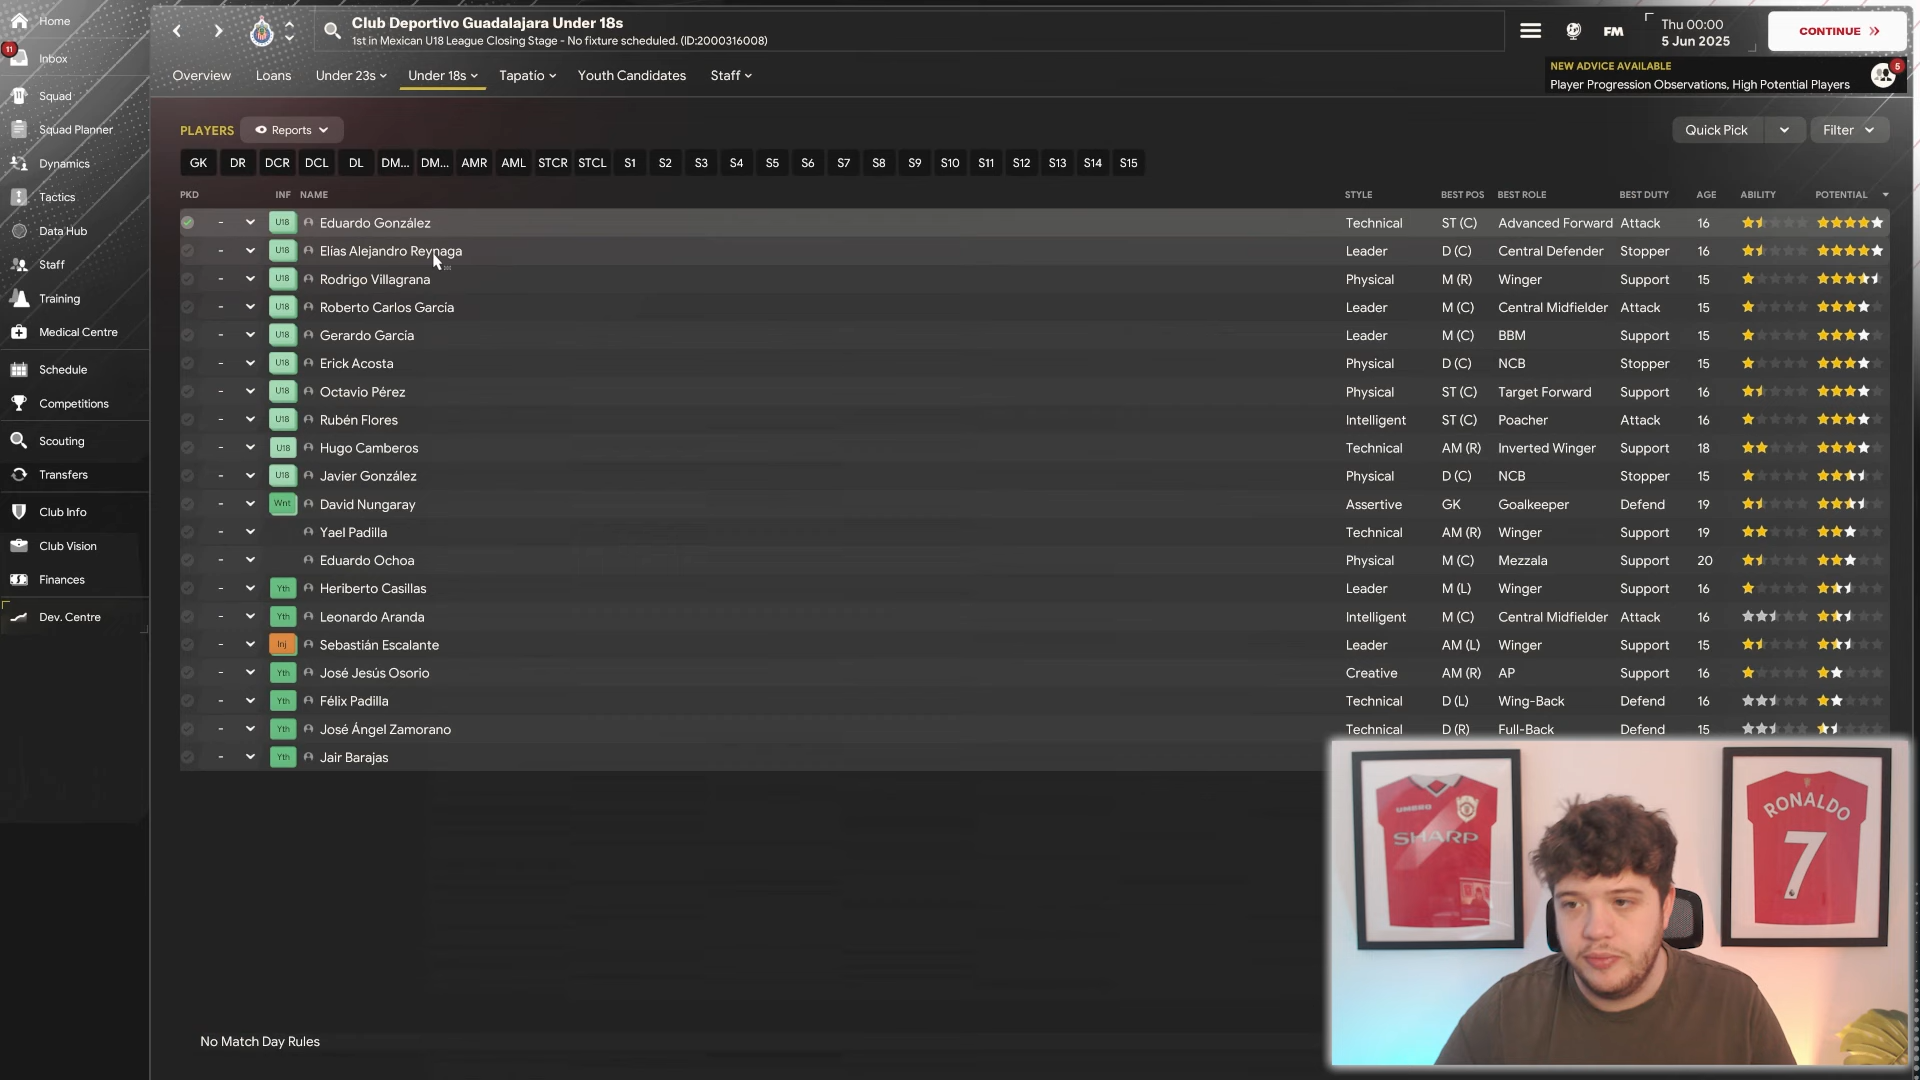 Home
11
Inbox
Squad
Squad Planner
Dynamics
Tactics
Data Hub
Staff
Training
Medical Centre
Schedule
Competitions
Scouting
Transfers
Club Info
Club Vision
Finances
Dev. Centre
Club Deportivo Guadalajara Under 18s
1st in Mexican U18 League Closing Stage - No fixture scheduled. (ID:2000316008)
FM
Thu 00:00
5 Jun 2025
CONTINUE
Overview Loans Under 23s Under 18s Tapatío Youth Candidates Staff
NEW ADVICE AVAILABLE
Player Progression Observations, High Potential Players
5
PLAYERS Reports Quick Pick Filter
GK DR DCR DCL DL DM... DM... AMR AML STCR STCL S1 S2 S3 S4 S5 S6 S7 S8 S9 S10 S11 S12 S13 S14 S15
PKD INF NAME STYLE BEST POS BEST ROLE BEST DUTY AGE ABILITY POTENTIAL
- U18 Eduardo González Technical ST (C) Advanced Forward Attack 16
- U18 Elías Alejandro Reynaga Leader D (C) Central Defender Stopper 16
- U18 Rodrigo Villagrana Physical M (R) Winger Support 15
- U18 Roberto Carlos García Leader M (C) Central Midfielder Attack 15
- U18 Gerardo García Leader M (C) BBM Support 15
- U18 Erick Acosta Physical D (C) NCB Stopper 15
- U18 Octavio Pérez Physical ST (C) Target Forward Support 16
- U18 Rubén Flores Intelligent ST (C) Poacher Attack 16
- U18 Hugo Camberos Technical AM (R) Inverted Winger Support 18
- U18 Javier González Physical D (C) NCB Stopper 15
- Wnt David Nungaray Assertive GK Goalkeeper Defend 19
- Yael Padilla Technical AM (R) Winger Support 19
- Eduardo Ochoa Physical M (C) Mezzala Support 20
- Yth Heriberto Casillas Leader M (L) Winger Support 16
- Yth Leonardo Aranda Intelligent M (C) Central Midfielder Attack 16
- Inj Sebastián Escalante Leader AM (L) Winger Support 15
- Yth José Jesús Osorio Creative AM (R) AP Support 16
- Yth Félix Padilla Technical D (L) Wing-Back Defend 16
- Yth José Ángel Zamorano Technical D (R) Full-Back Defend 15
- Yth Jair Barajas
UMBRO
SHARP
RONALDO
7
No Match Day Rules